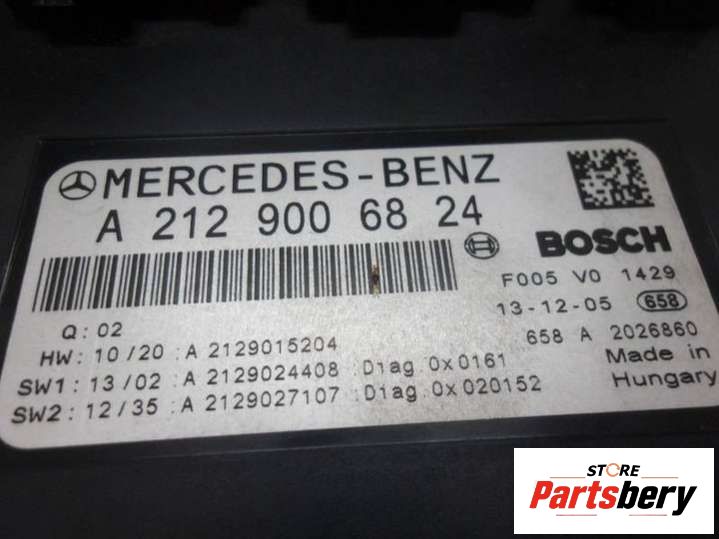 MERCEDES-BENZ
A 212 900 68 24
BOSCH
F005 V0 1429
13-12-05 658
Q: 02
658 A 2026860
HW: 10/20 :A 2129015204
Made in
SW1: 13/02 :A 2129024408 :Diag.0x0161
Hungary
SW2: 12/35 :A 2129027107 :Diag.0x020152
STORE
Partsbery